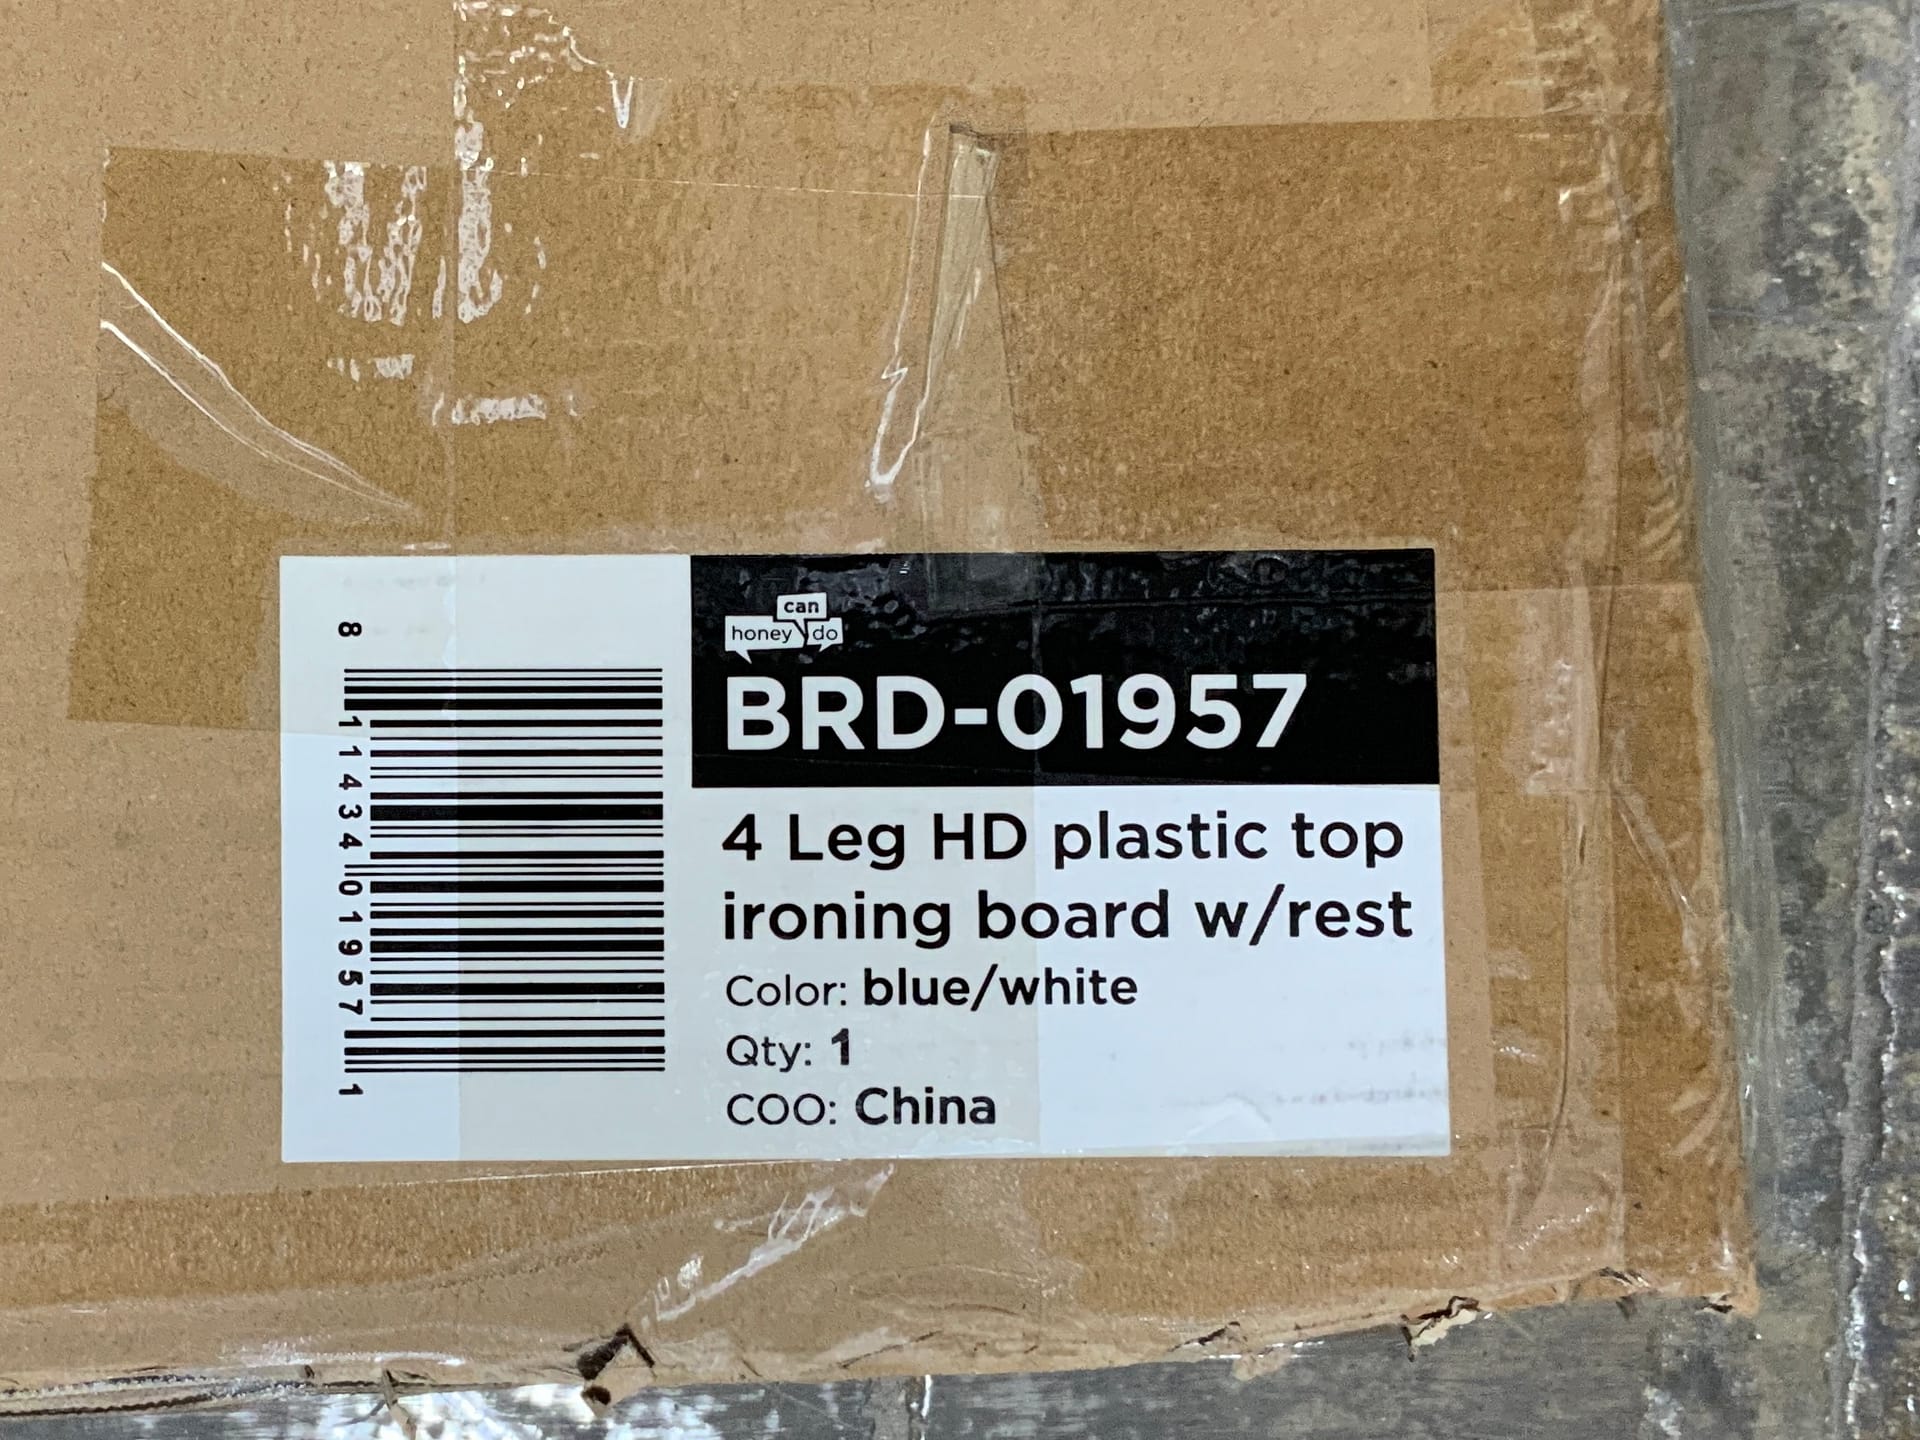 8 11434 01957 1
honey can do
BRD-01957
4 Leg HD plastic top
ironing board w/rest
Color: blue/white
Qty: 1
COO: China